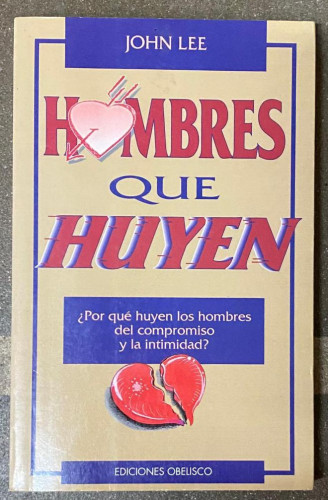 JOHN LEE
HOMBRES
QUE
HUYEN
¿Por qué huyen los hombres
del compromiso
y la intimidad?
EDICIONES OBELISCO